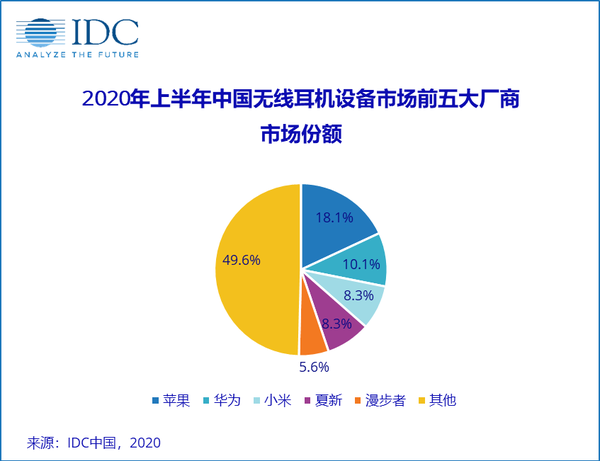 IDC
ANALYZE THE FUTURE
2020年上半年中国无线耳机设备市场前五大厂商
市场份额
18.1%
49.6%
10.1%
8.3%
8.3%
5.6%
苹果 华为 小米 夏新 漫步者 其他
来源：IDC中国，2020